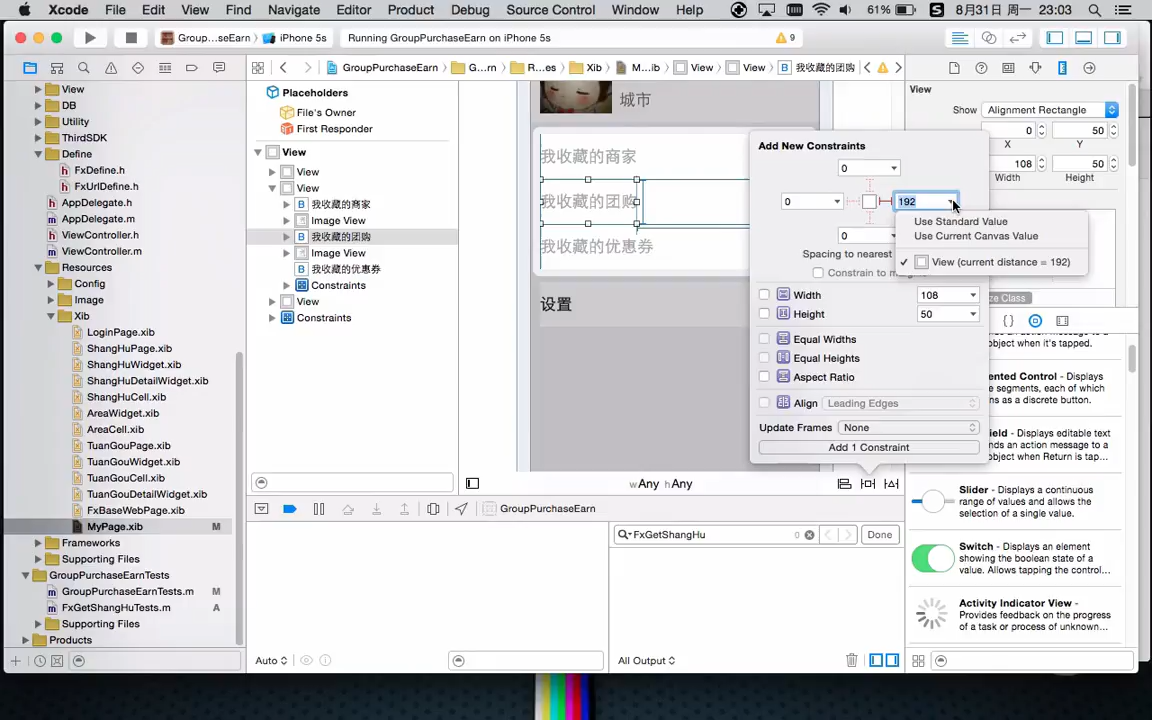 Xcode File Edit View Find Navigate Editor Product Debug Source Control Window Help 61% 8月31日 周一 23:03
Group...seEarn iPhone 5s Running GroupPurchaseEarn on iPhone 5s 9
GroupPurchaseEarn G...rn R...es Xib M...ib View View B 我收藏的团购
View
DB
Utility
ThirdSDK
Define
FxDefine.h
FxUrlDefine.h
AppDelegate.h
AppDelegate.m
ViewController.h
ViewController.m
Resources
Config
Image
Xib
LoginPage.xib
ShangHuPage.xib
ShangHuWidget.xib
ShangHuDetailWidget.xib
ShangHuCell.xib
AreaWidget.xib
AreaCell.xib
TuanGouPage.xib
TuanGouWidget.xib
TuanGouCell.xib
TuanGouDetailWidget.xib
FxBaseWebPage.xib
MyPage.xib M
Frameworks
Supporting Files
GroupPurchaseEarnTests
GroupPurchaseEarnTests.m M
FxGetShangHuTests.m A
Supporting Files
Products
Placeholders
File's Owner
First Responder
View
View
View
B 我收藏的商家
Image View
B 我收藏的团购
Image View
B 我收藏的优惠券
Constraints
View
Constraints
城市
我收藏的商家
我收藏的团购
我收藏的优惠券
设置
wAny hAny
Add New Constraints
0
0 192
0
Use Standard Value
Use Current Canvas Value
View (current distance = 192)
Spacing to nearest
Constrain to margins
Width 108
Height 50
Equal Widths
Equal Heights
Aspect Ratio
Align Leading Edges
Update Frames None
Add 1 Constraint
View
Show Alignment Rectangle
0 50
X Y
108 50
Width Height
ze Class
object when it's tapped.
ented Control - Displays
e segments, each of which
ns as a discrete button.
ield - Displays editable text
ends an action message to a
object when Return is tap...
Slider - Displays a continuous
range of values and allows the
selection of a single value.
Switch - Displays an element
showing the boolean state of a
value. Allows tapping the control...
Activity Indicator View -
Provides feedback on the progress
of a task or process of unknown...
GroupPurchaseEarn
FxGetShangHu 0 Done
Auto All Output